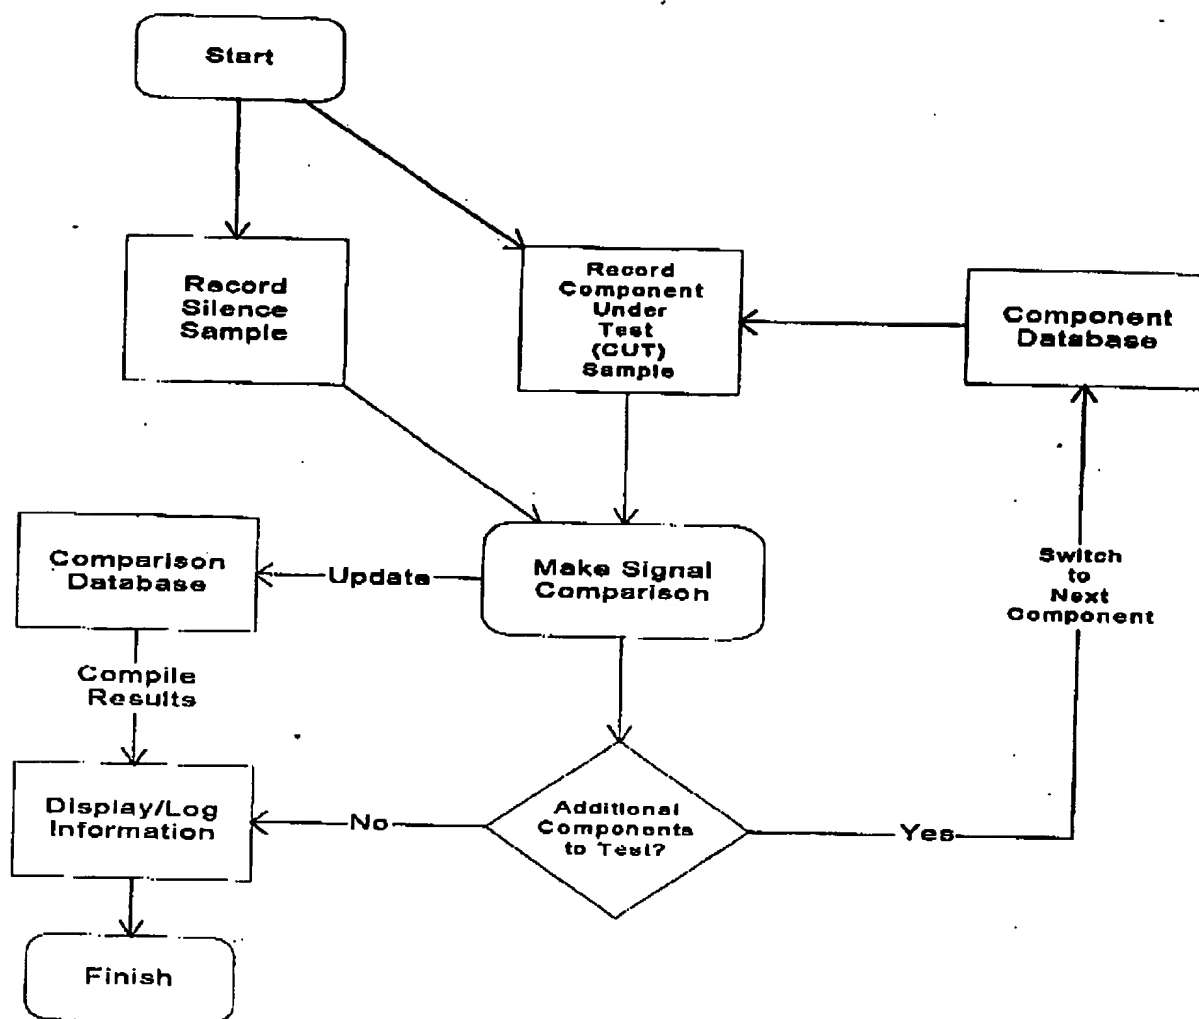 Start
Record
Silence
Sample
Record
Component
Under
Test
(CUT)
Sample
Component
Database
Comparison
Database
Update
Make Signal
Comparison
Switch
to
Next
Component
Compile
Results
Display/Log
Information
No
Additional
Components
to Test?
Yes
Finish